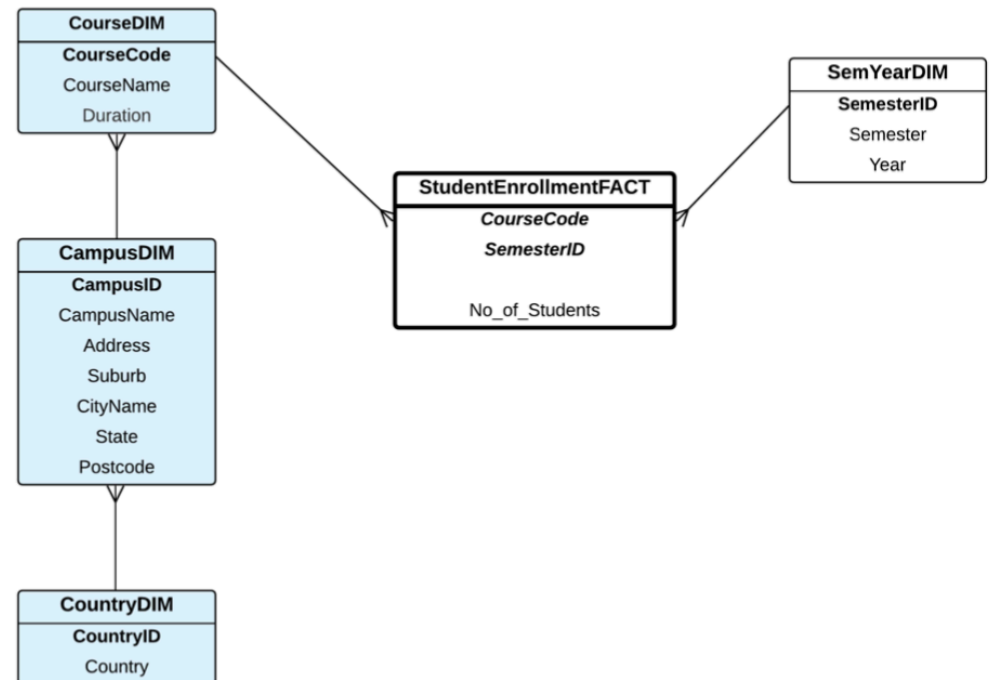 CourseDIM
CourseCode
CourseName
Duration
SemYearDIM
SemesterID
Semester
Year
StudentEnrollmentFACT
CourseCode
SemesterID
No_of_Students
CampusDIM
CampusID
CampusName
Address
Suburb
CityName
State
Postcode
CountryDIM
CountryID
Country